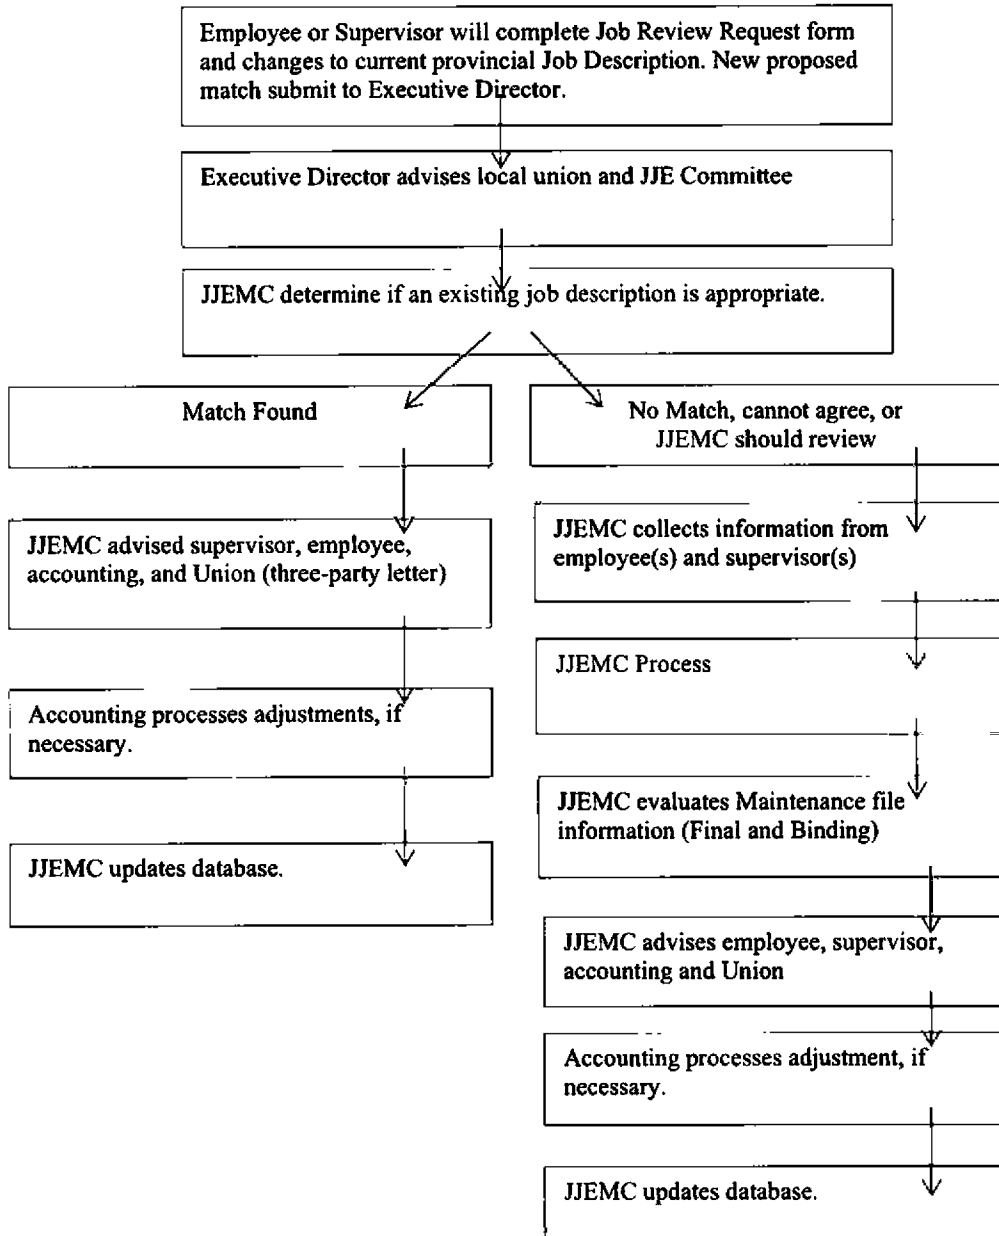 Employee or Supervisor will complete Job Review Request form
and changes to current provincial Job Description. New proposed
match submit to Executive Director.
Executive Director advises local union and JJE Committee
JJEMC determine if an existing job description is appropriate.
Match Found
No Match, cannot agree, or
JJEMC should review
JJEMC advised supervisor, employee,
accounting, and Union (three-party letter)
Accounting processes adjustments, if
necessary.
JJEMC updates database.
JJEMC collects information from
employee(s) and supervisor(s)
JJEMC Process
JJEMC evaluates Maintenance file
information (Final and Binding)
JJEMC advises employee, supervisor,
accounting and Union
Accounting processes adjustment, if
necessary.
JJEMC updates database.